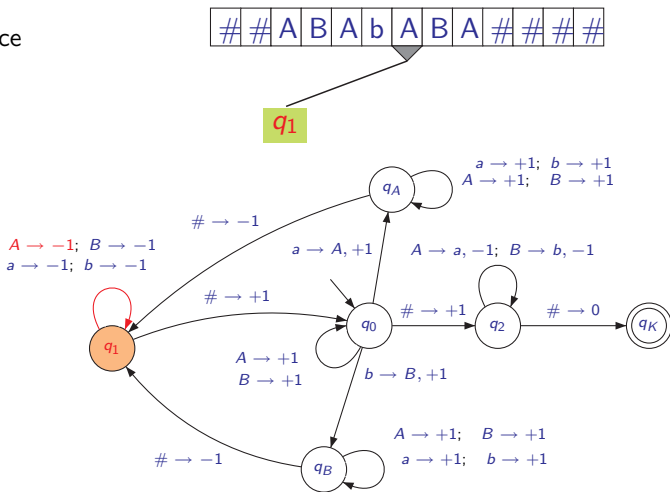 ce
# # A B A b A B A # # # #
q1
qA
a → +1; b → +1
A → +1; B → +1
# → −1
A → −1; B → −1
a → −1; b → −1
a → A, +1
A → a, −1; B → b, −1
# → +1
q1
q0
# → +1
q2
# → 0
qK
A → +1
B → +1
b → B, +1
A → +1; B → +1
a → +1; b → +1
# → −1
qB